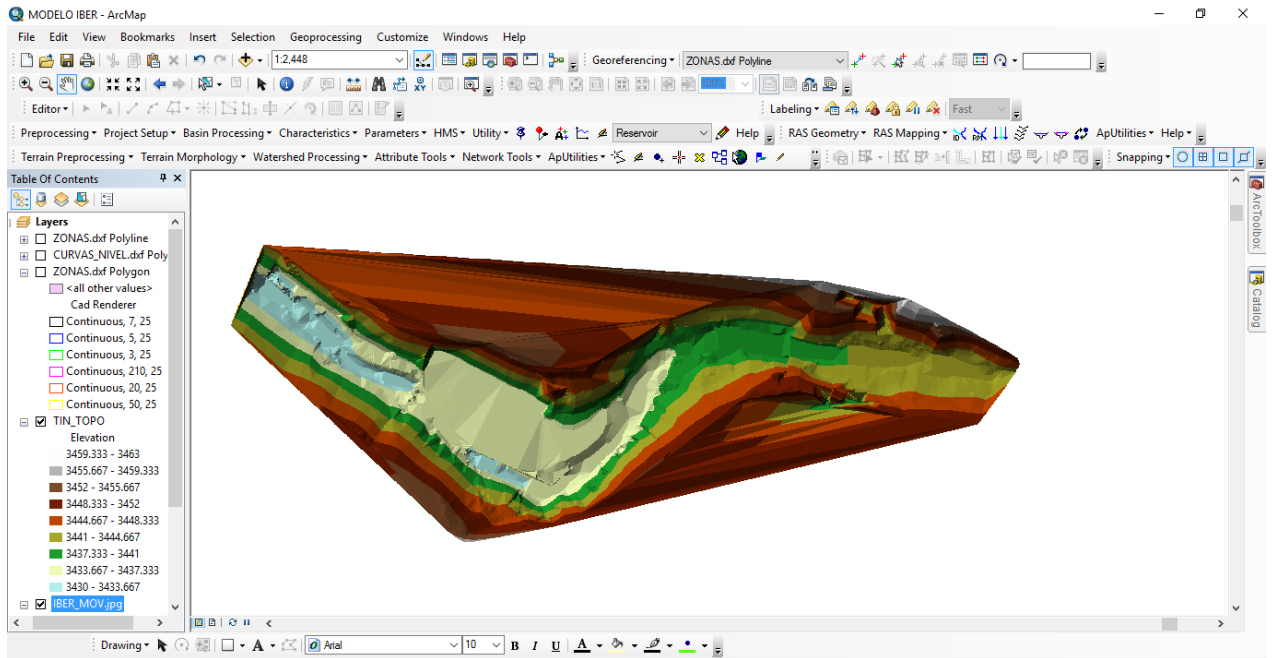 MODELO IBER - ArcMap
File Edit View Bookmarks Insert Selection Geoprocessing Customize Windows Help
1:2,448 Georeferencing ZONAS.dxf Polyline
100%
Editor Labeling Fast
Preprocessing Project Setup Basin Processing Characteristics Parameters HMS Utility Reservoir Help RAS Geometry RAS Mapping ApUtilities Help
Terrain Preprocessing Terrain Morphology Watershed Processing Attribute Tools Network Tools ApUtilities Snapping
Table Of Contents
Layers
ZONAS.dxf Polyline
CURVAS_NIVEL.dxf Poly
ZONAS.dxf Polygon
<all other values>
Cad Renderer
Continuous, 7, 25
Continuous, 5, 25
Continuous, 3, 25
Continuous, 210, 25
Continuous, 20, 25
Continuous, 50, 25
TIN_TOPO
Elevation
3459.333 - 3463
3455.667 - 3459.333
3452 - 3455.667
3448.333 - 3452
3444.667 - 3448.333
3441 - 3444.667
3437.333 - 3441
3433.667 - 3437.333
3430 - 3433.667
IBER_MOV.jpg
ArcToolbox
Catalog
Drawing A Arial 10 B I U A